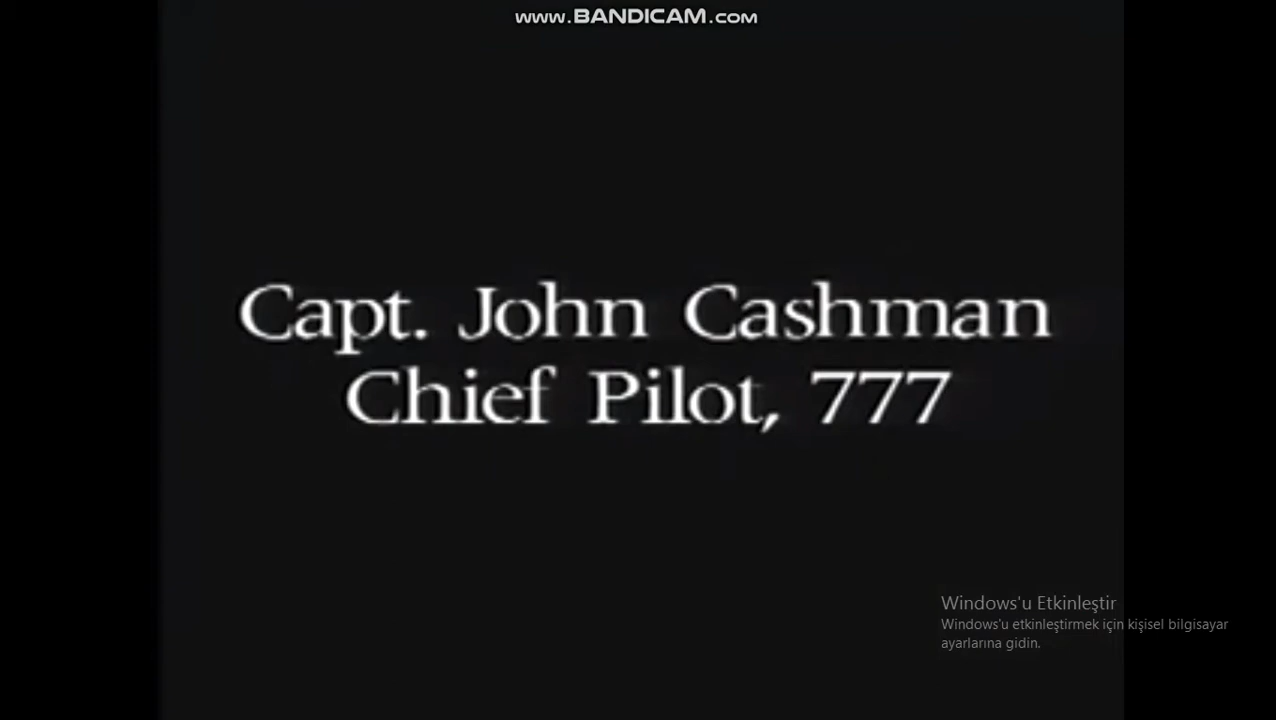 www.BANDICAM.com
Capt. John Cashman
Chief Pilot, 777
Windows'u Etkinleştir
Windows'u etkinleştirmek için kişisel bilgisayar
ayarlarına gidin.